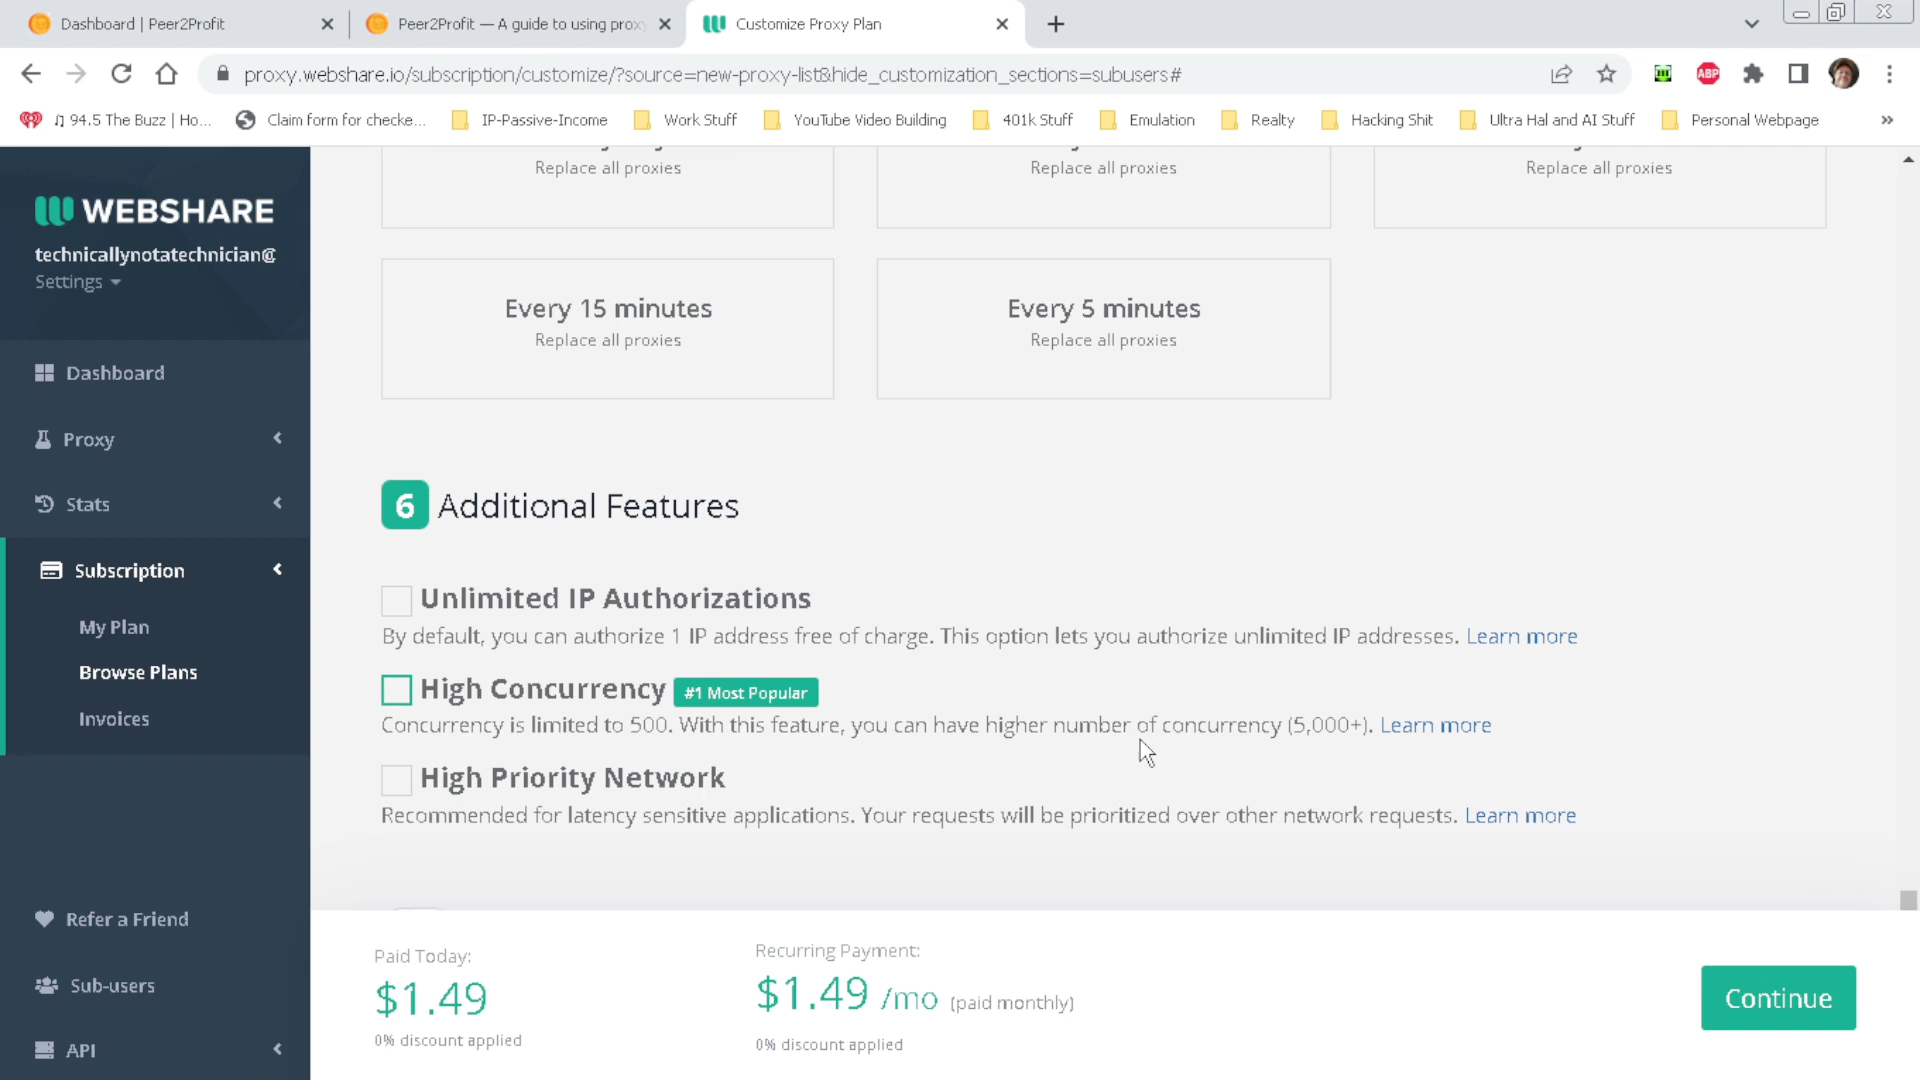 Dashboard | Peer2Profit
Peer2Profit — A guide to using proxy
Customize Proxy Plan
proxy.webshare.io/subscription/customize/?source=new-proxy-list&hide_customization_sections=subusers#
ABP
♫ 94.5 The Buzz | Ho...
Claim form for checke...
IP-Passive-Income
Work Stuff
YouTube Video Building
401k Stuff
Emulation
Realty
Hacking Shit
Ultra Hal and AI Stuff
Personal Webpage
»
WEBSHARE
technicallynotatechnician@
Settings
Dashboard
Proxy
Stats
Subscription
My Plan
Browse Plans
Invoices
Refer a Friend
Sub-users
API
Replace all proxies
Replace all proxies
Replace all proxies
Every 15 minutes
Replace all proxies
Every 5 minutes
Replace all proxies
6 Additional Features
Unlimited IP Authorizations
By default, you can authorize 1 IP address free of charge. This option lets you authorize unlimited IP addresses. Learn more
High Concurrency #1 Most Popular
Concurrency is limited to 500. With this feature, you can have higher number of concurrency (5,000+). Learn more
High Priority Network
Recommended for latency sensitive applications. Your requests will be prioritized over other network requests. Learn more
Paid Today:
$1.49
0% discount applied
Recurring Payment:
$1.49 /mo (paid monthly)
0% discount applied
Continue